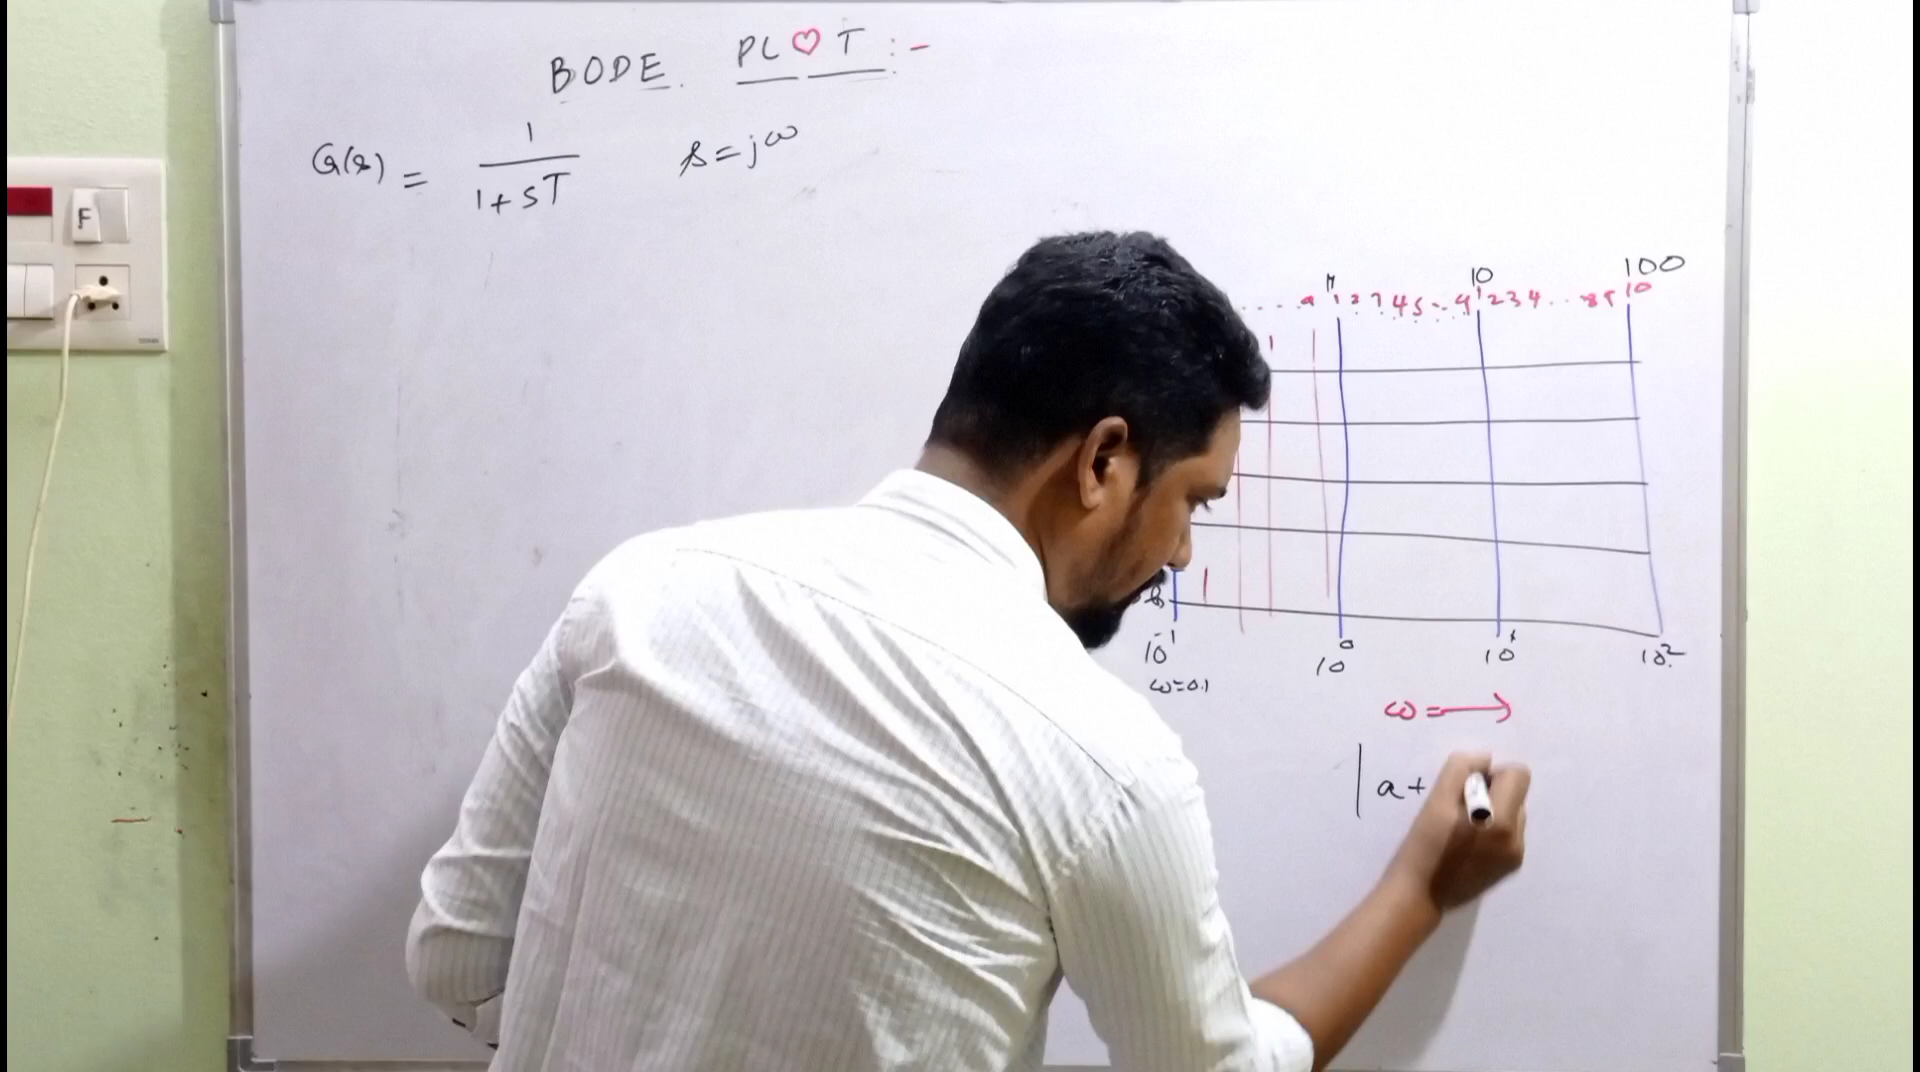 BODE PL♡T :-
G(s) = 1 / 1+sT s=jω
F
10 100
1 2 3 4 5 .. 9 1 2 3 4 .. 8 9 10
10⁻¹ 10⁰ 10¹ 10²
ω=0.1
ω = →
| a +